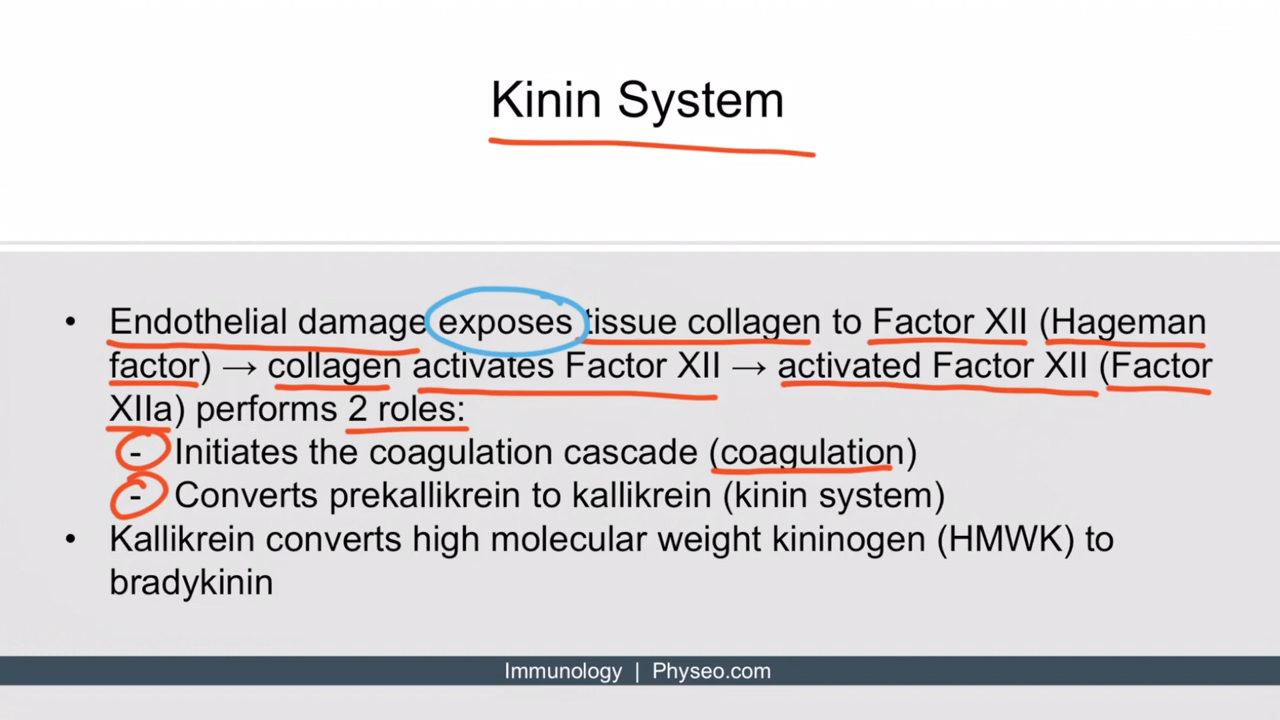 Kinin System
• Endothelial damage exposes tissue collagen to Factor XII (Hageman
factor) → collagen activates Factor XII → activated Factor XII (Factor
XIIa) performs 2 roles:
- Initiates the coagulation cascade (coagulation)
- Converts prekallikrein to kallikrein (kinin system)
• Kallikrein converts high molecular weight kininogen (HMWK) to
bradykinin
Immunology | Physeo.com